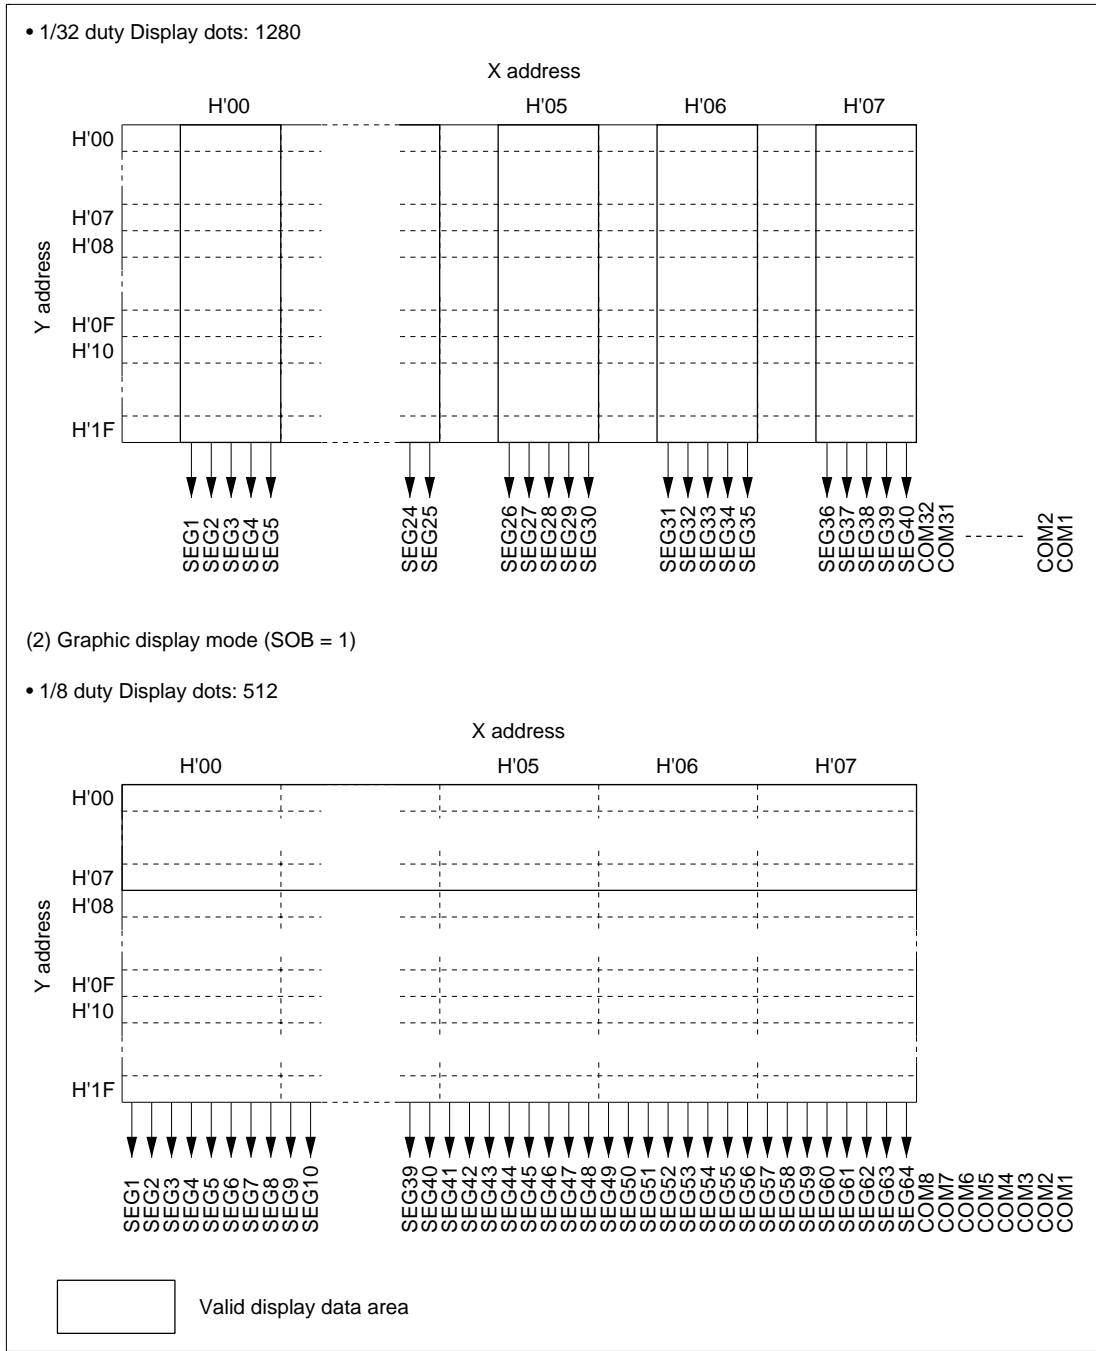 • 1/32 duty Display dots: 1280
X address
H'00 H'05 H'06 H'07
Y address
H'00
H'07
H'08
H'0F
H'10
H'1F
SEG1 SEG2 SEG3 SEG4 SEG5 SEG24 SEG25 SEG26 SEG27 SEG28 SEG29 SEG30 SEG31 SEG32 SEG33 SEG34 SEG35 SEG36 SEG37 SEG38 SEG39 SEG40 COM32 COM31 COM2 COM1
(2) Graphic display mode (SOB = 1)
• 1/8 duty Display dots: 512
X address
H'00 H'05 H'06 H'07
Y address
H'00
H'07
H'08
H'0F
H'10
H'1F
SEG1 SEG2 SEG3 SEG4 SEG5 SEG6 SEG7 SEG8 SEG9 SEG10 SEG39 SEG40 SEG41 SEG42 SEG43 SEG44 SEG45 SEG46 SEG47 SEG48 SEG49 SEG50 SEG51 SEG52 SEG53 SEG54 SEG55 SEG56 SEG57 SEG58 SEG59 SEG60 SEG61 SEG62 SEG63 SEG64 COM8 COM7 COM6 COM5 COM4 COM3 COM2 COM1
Valid display data area